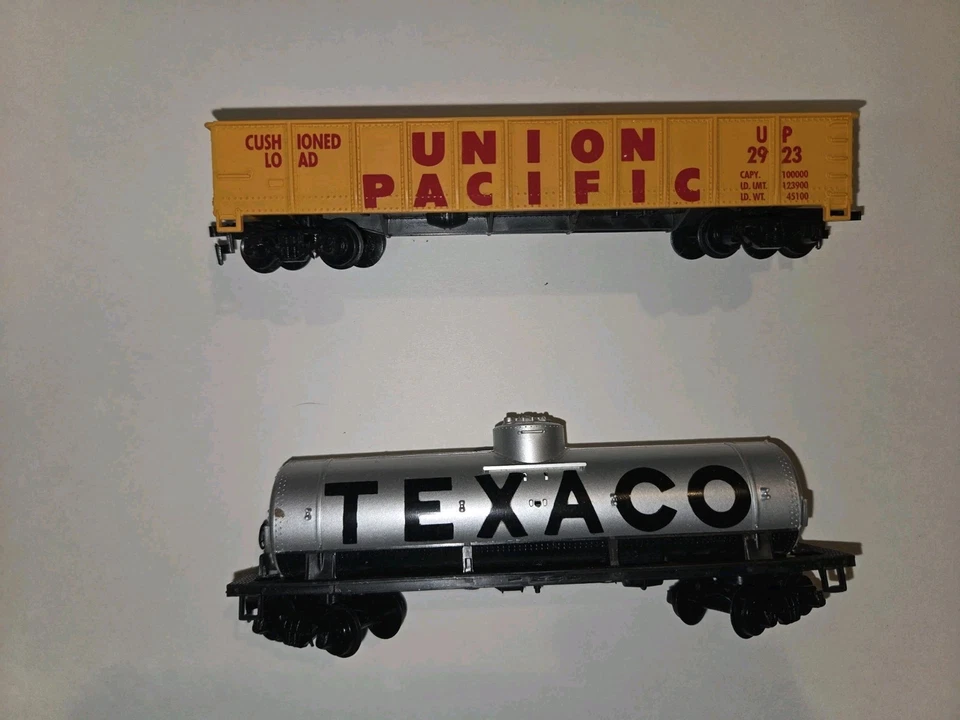 CUSHIONED
LOAD
UNION
PACIFIC
UP
2923
CAPY. 100000
LD. LMT. 123900
LD. WT. 45100
TEXACO